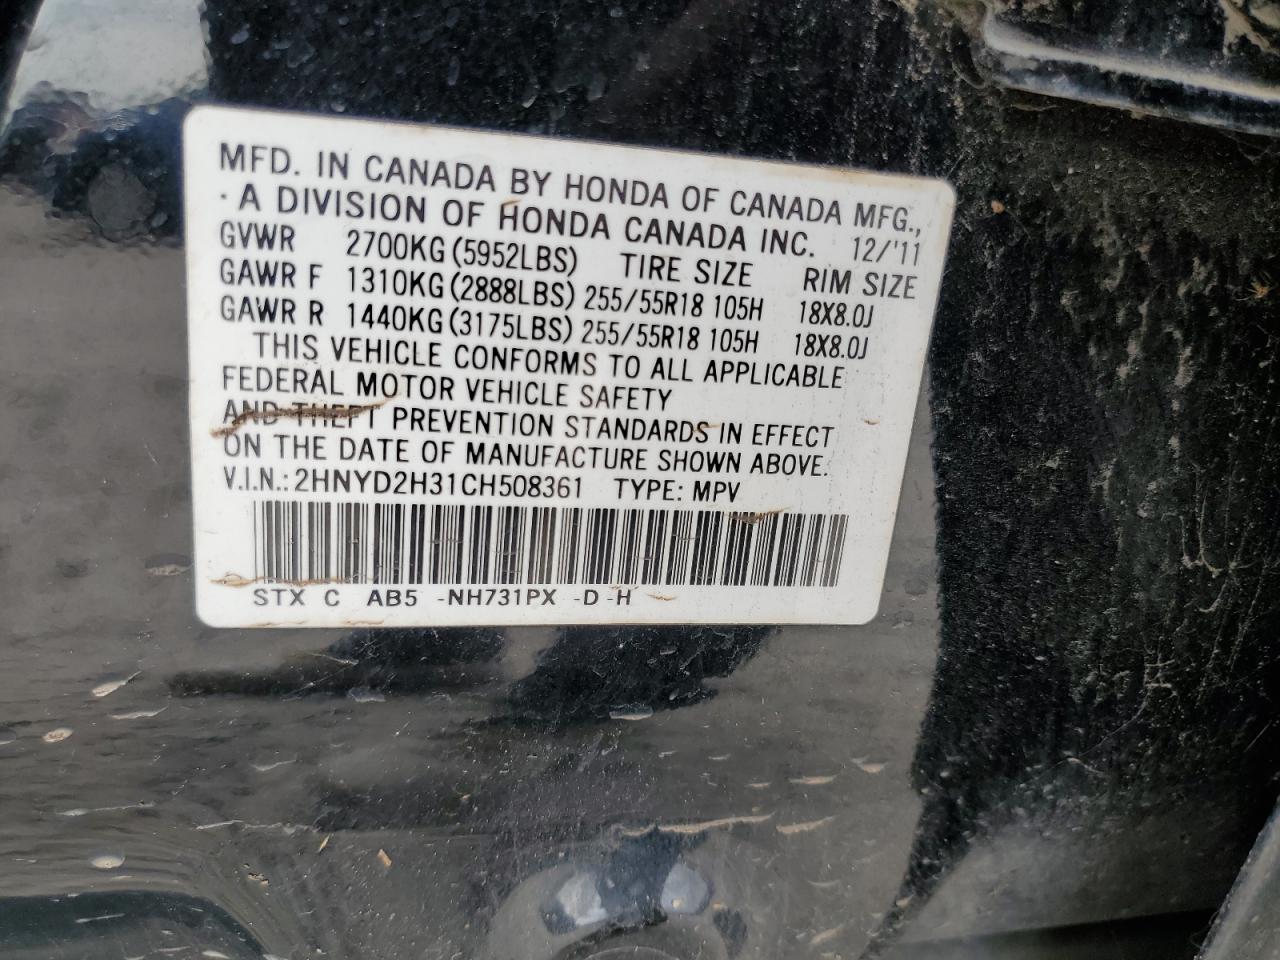 MFD. IN CANADA BY HONDA OF CANADA MFG.,
· A DIVISION OF HONDA CANADA INC. 12/'11
GVWR 2700KG (5952LBS) TIRE SIZE RIM SIZE
GAWR F 1310KG (2888LBS) 255/55R18 105H 18X8.0J
GAWR R 1440KG (3175LBS) 255/55R18 105H 18X8.0J
THIS VEHICLE CONFORMS TO ALL APPLICABLE
FEDERAL MOTOR VEHICLE SAFETY
AND THEFT PREVENTION STANDARDS IN EFFECT
ON THE DATE OF MANUFACTURE SHOWN ABOVE.
V.I.N.: 2HNYD2H31CH508361 TYPE: MPV
STX C AB5 -NH731PX -D -H